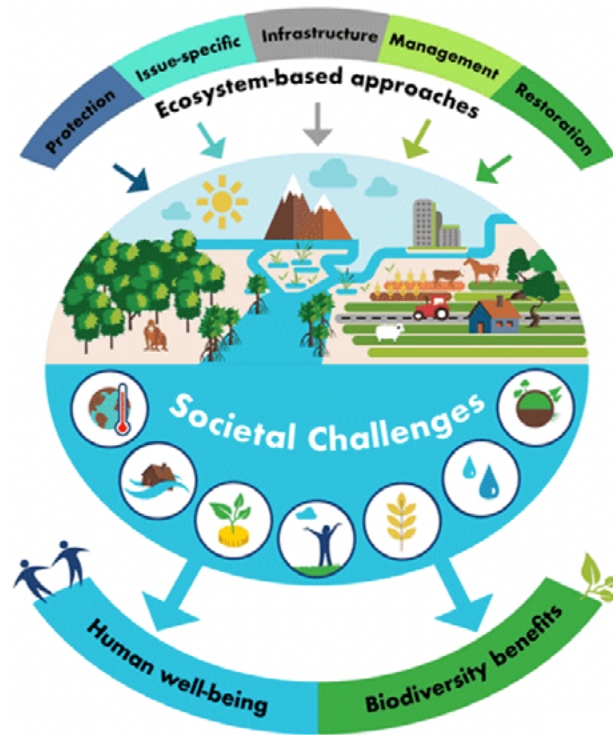 Protection
Issue-specific
Infrastructure
Management
Restoration
Ecosystem-based approaches
Societal Challenges
Human well-being
Biodiversity benefits